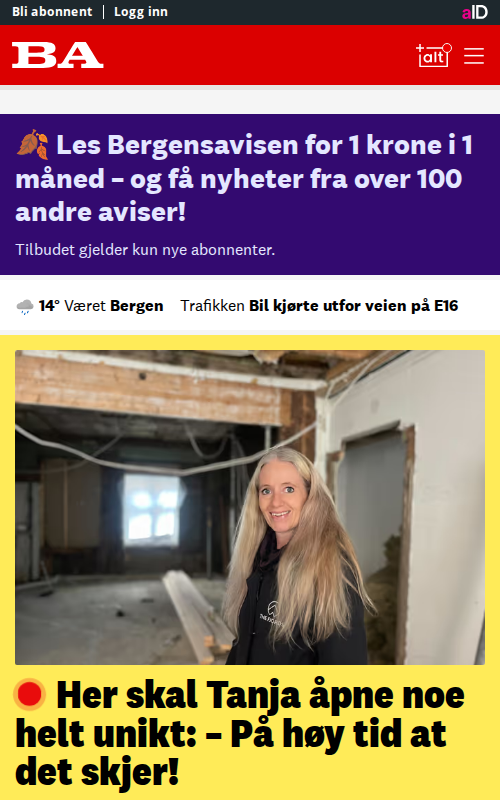 Bli abonnent | Logg inn
aID
BA
alt
Les Bergensavisen for 1 krone i 1
måned – og få nyheter fra over 100
andre aviser!
Tilbudet gjelder kun nye abonnenter.
14° Været Bergen Trafikken Bil kjørte utfor veien på E16
Her skal Tanja åpne noe
helt unikt: – På høy tid at
det skjer!